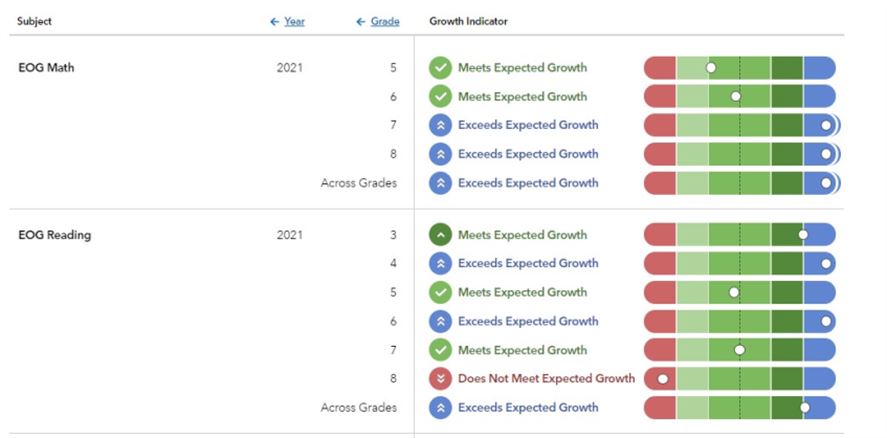 Subject Year Grade Growth Indicator
EOG Math 2021 5 Meets Expected Growth
6 Meets Expected Growth
7 Exceeds Expected Growth
8 Exceeds Expected Growth
Across Grades Exceeds Expected Growth
EOG Reading 2021 3 Meets Expected Growth
4 Exceeds Expected Growth
5 Meets Expected Growth
6 Exceeds Expected Growth
7 Meets Expected Growth
8 Does Not Meet Expected Growth
Across Grades Exceeds Expected Growth